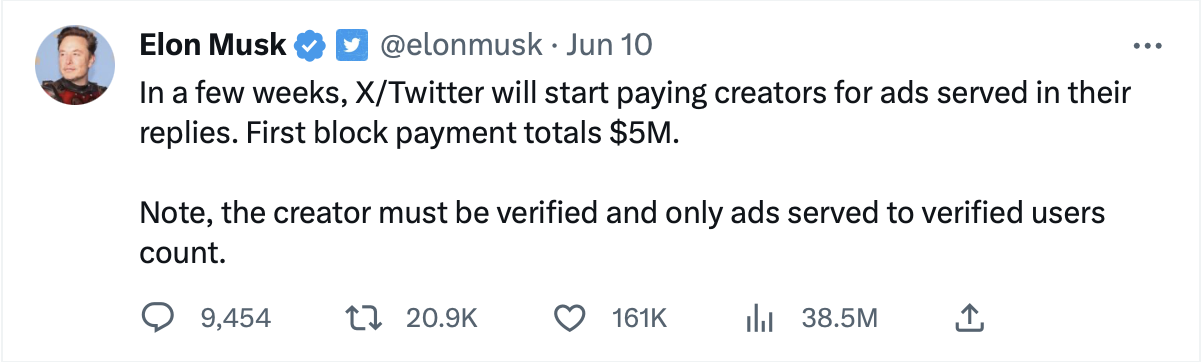 Elon Musk @elonmusk · Jun 10
In a few weeks, X/Twitter will start paying creators for ads served in their
replies. First block payment totals $5M.
Note, the creator must be verified and only ads served to verified users
count.
9,454 20.9K 161K 38.5M